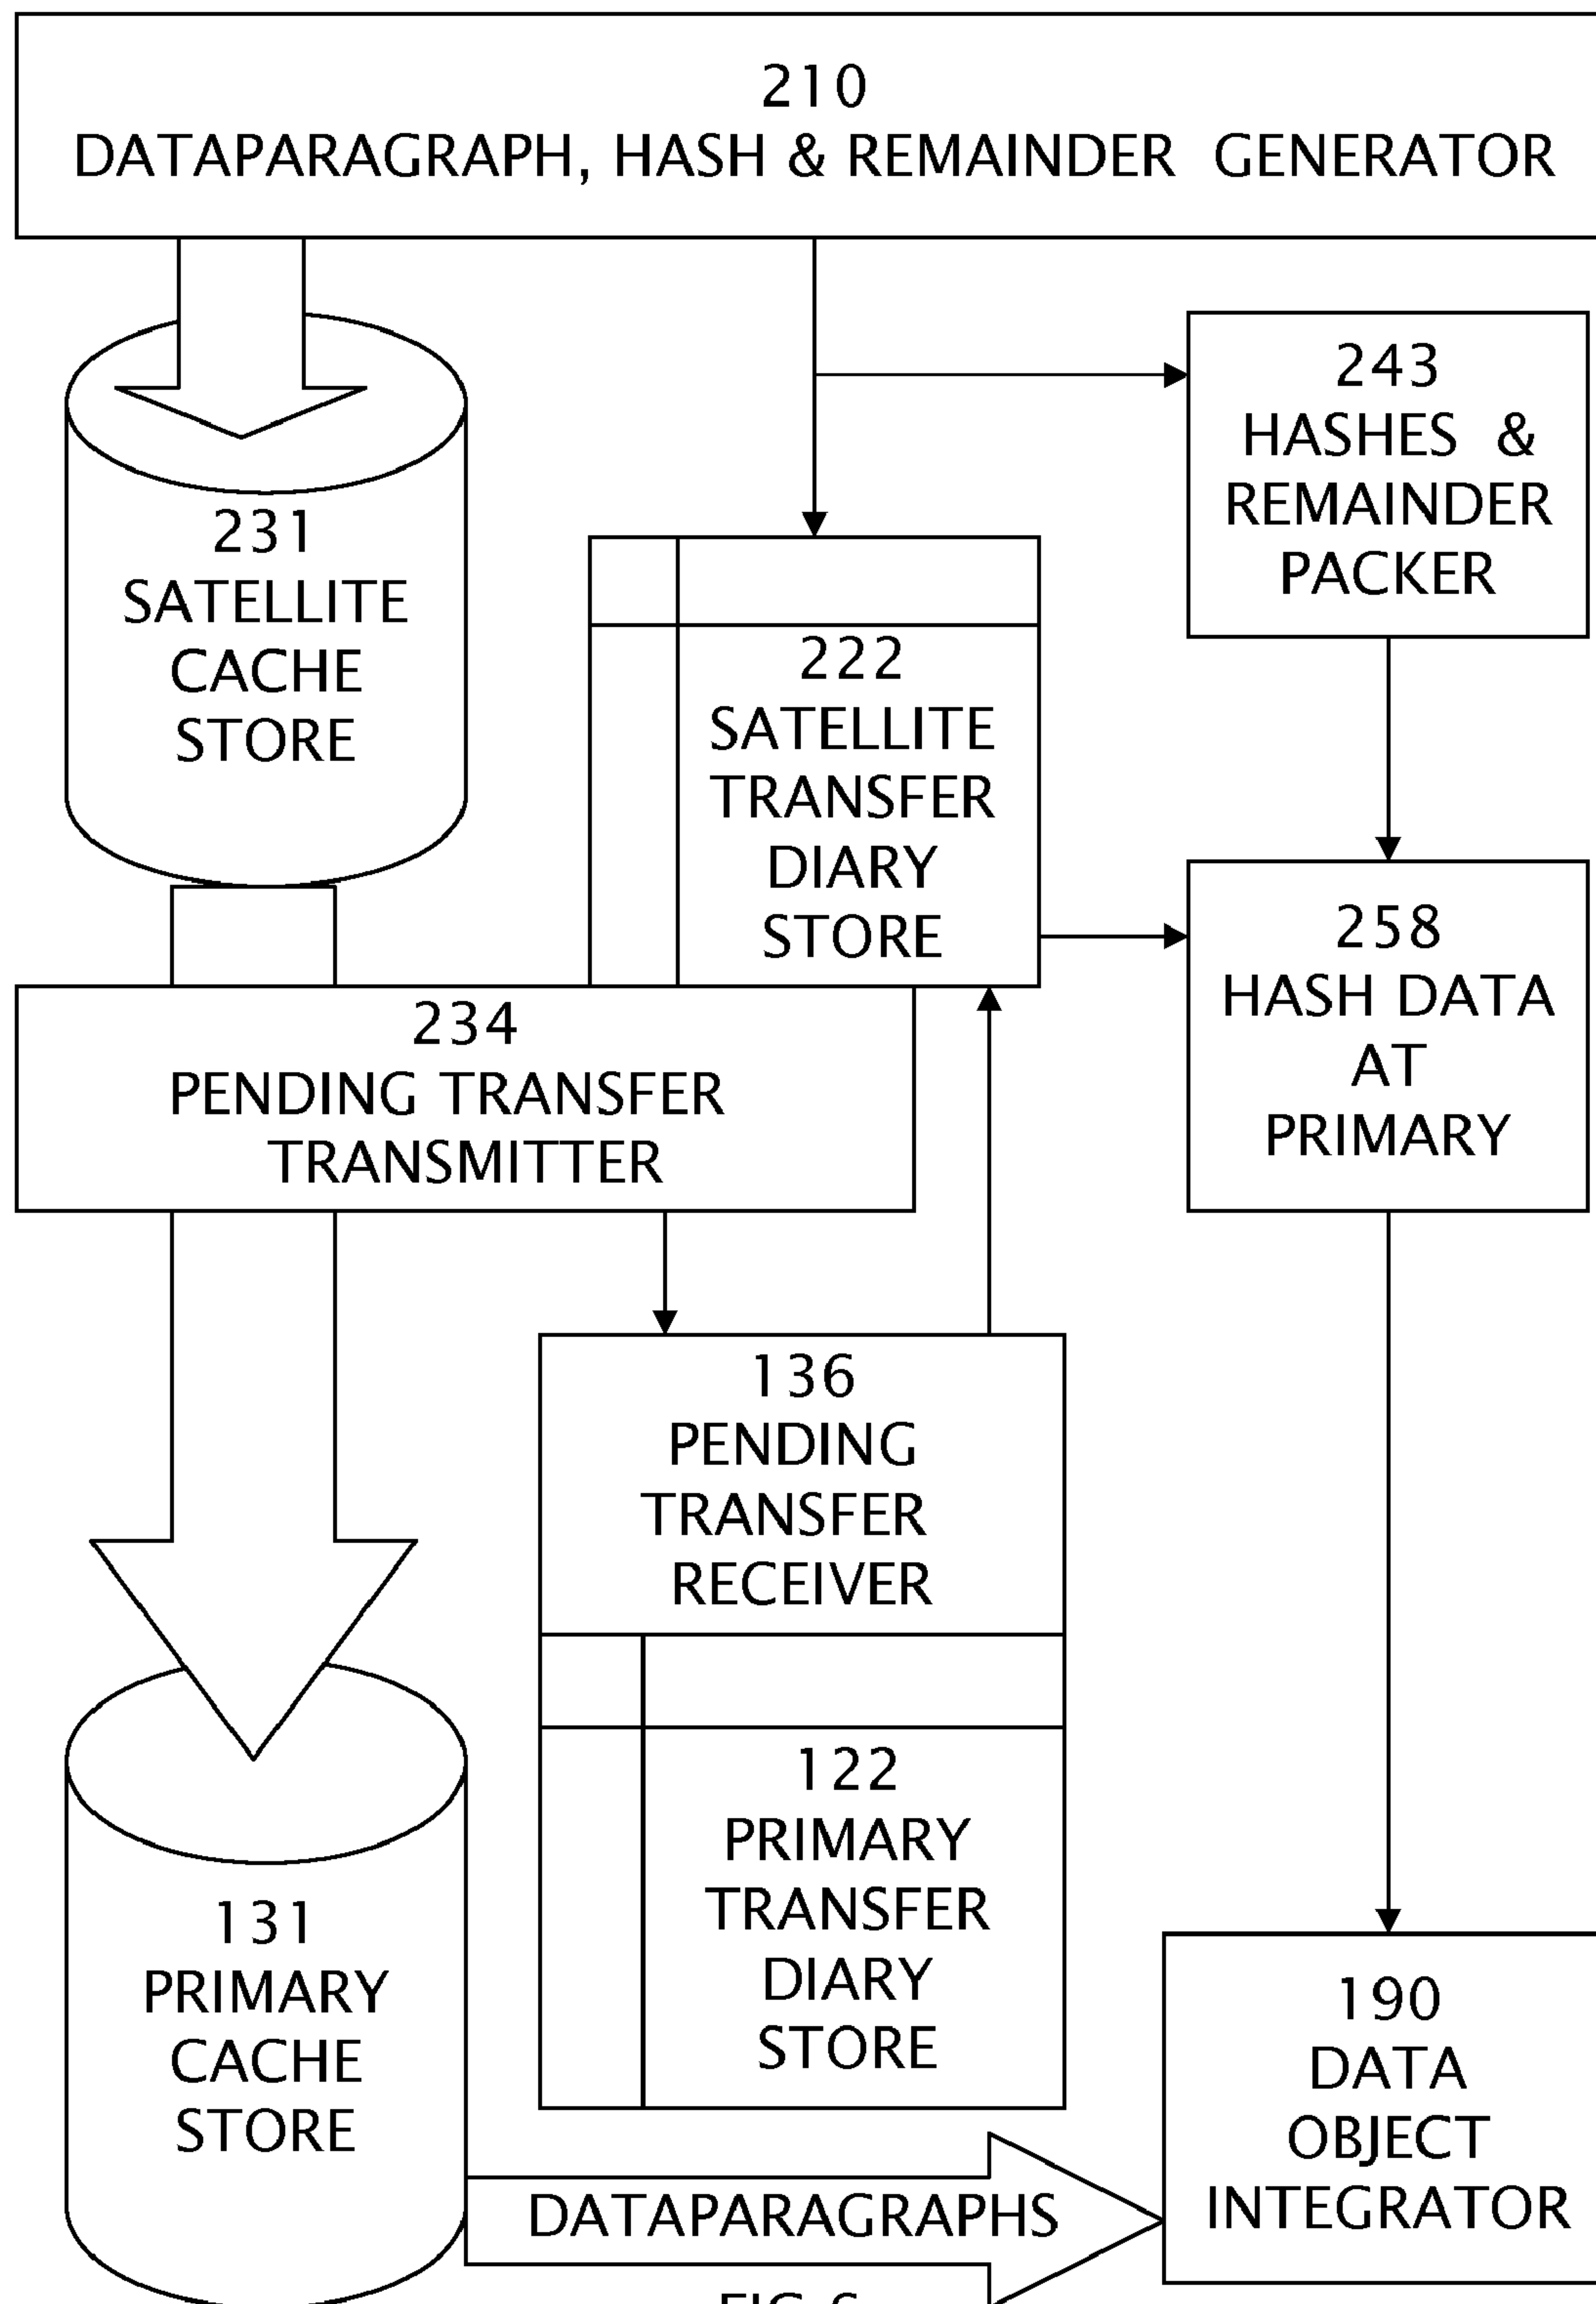 210
DATAPARAGRAPH, HASH & REMAINDER GENERATOR
243
HASHES &
REMAINDER
PACKER
231
SATELLITE
CACHE
STORE
222
SATELLITE
TRANSFER
DIARY
STORE
258
HASH DATA
AT
PRIMARY
234
PENDING TRANSFER
TRANSMITTER
136
PENDING
TRANSFER
RECEIVER
122
PRIMARY
TRANSFER
DIARY
STORE
131
PRIMARY
CACHE
STORE
190
DATA
OBJECT
INTEGRATOR
DATAPARAGRAPHS